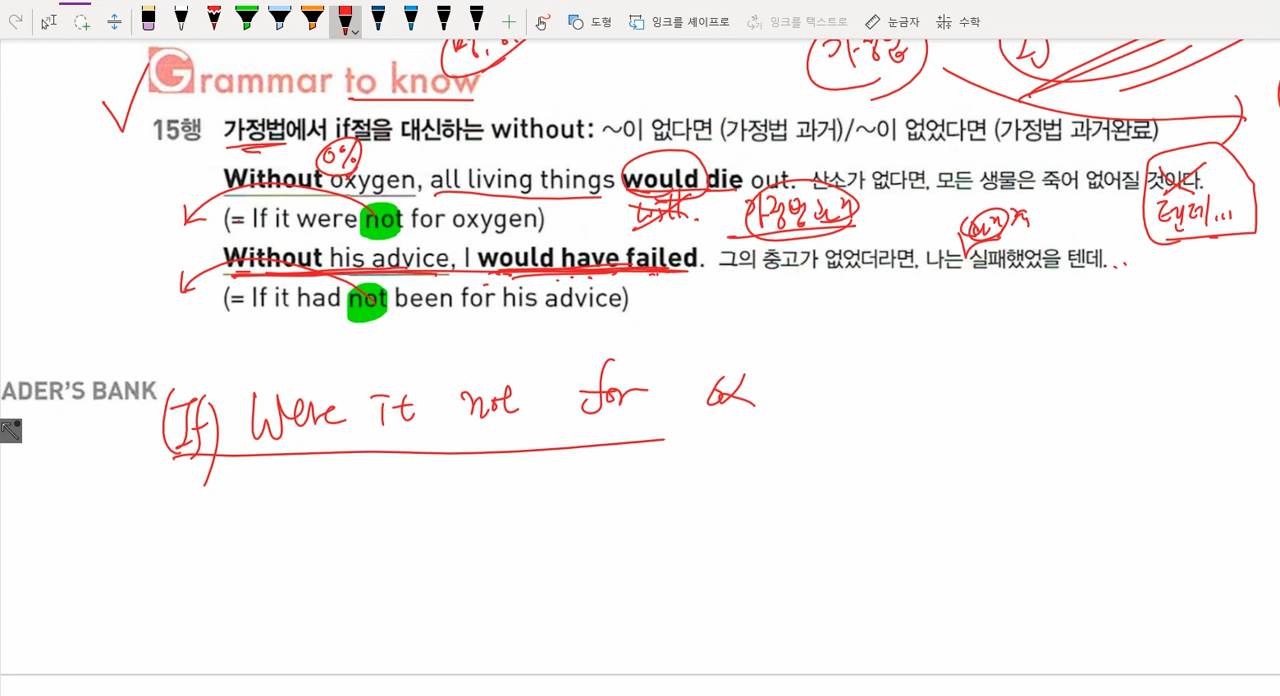 도형 잉크를 셰이프로 잉크를 텍스트로 눈금자 수학
가정법
Grammar to know
15행 가정법에서 if절을 대신하는 without: ~이 없다면 (가정법 과거)/~이 없었다면 (가정법 과거완료)
0%
Without oxygen, all living things would die out. 산소가 없다면, 모든 생물은 죽어 없어질 것이다.
(= If it were not for oxygen) 가정법 과거 텐데...
Without his advice, I would have failed. 그의 충고가 없었더라면, 나는 실패했었을 텐데...
(= If it had not been for his advice)
ADER'S BANK
(If) Were it not for